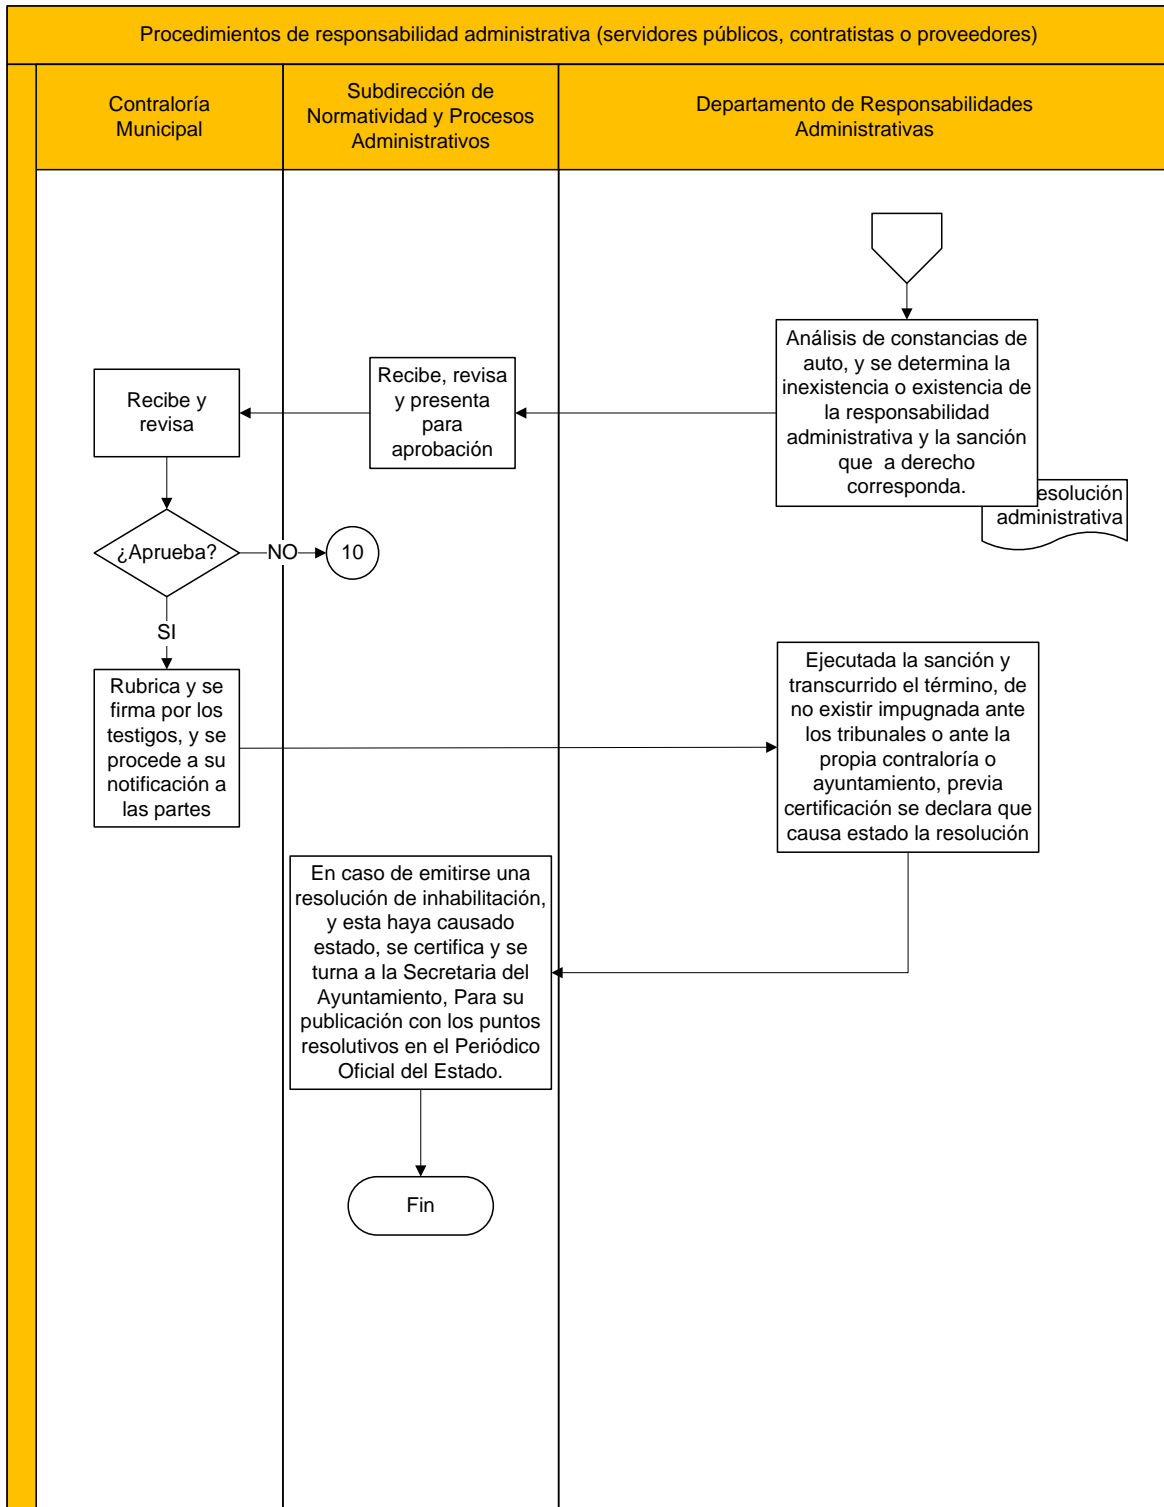 Procedimientos de responsabilidad administrativa (servidores públicos, contratistas o proveedores)
Contraloría
Municipal
Subdirección de
Normatividad y Procesos
Administrativos
Departamento de Responsabilidades
Administrativas
Análisis de constancias de
auto, y se determina la
inexistencia o existencia de
la responsabilidad
administrativa y la sanción
que a derecho
corresponda.
esolución
administrativa
Recibe, revisa
y presenta
para
aprobación
Recibe y
revisa
¿Aprueba?
NO
10
SI
Rubrica y se
firma por los
testigos, y se
procede a su
notificación a
las partes
Ejecutada la sanción y
transcurrido el término, de
no existir impugnada ante
los tribunales o ante la
propia contraloría o
ayuntamiento, previa
certificación se declara que
causa estado la resolución
En caso de emitirse una
resolución de inhabilitación,
y esta haya causado
estado, se certifica y se
turna a la Secretaria del
Ayuntamiento, Para su
publicación con los puntos
resolutivos en el Periódico
Oficial del Estado.
Fin